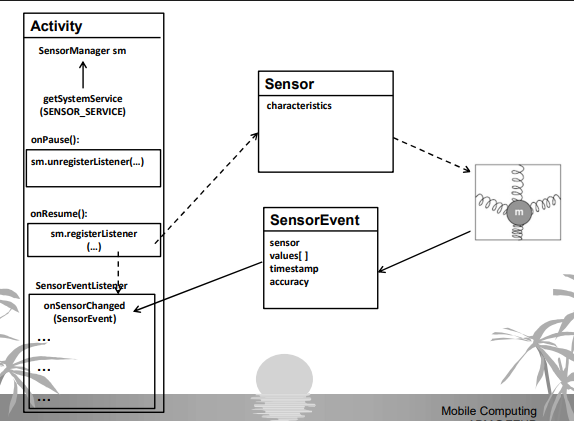 Activity
SensorManager sm
getSystemService
(SENSOR_SERVICE)
onPause():
sm.unregisterListener(...)
onResume():
sm.registerListener
(...)
SensorEventListener
onSensorChanged
(SensorEvent)
...
...
...
Sensor
characteristics
SensorEvent
sensor
values[ ]
timestamp
accuracy
m
Mobile Computing